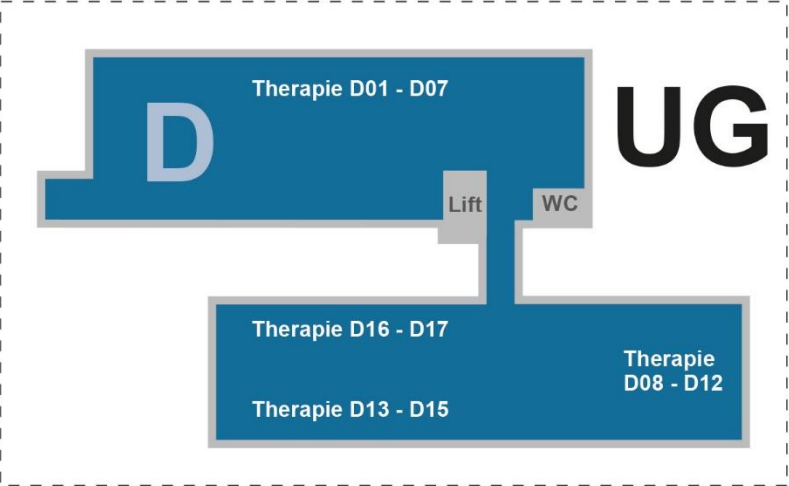 Therapie D01 - D07
D
UG
Lift
WC
Therapie D16 - D17
Therapie
D08 - D12
Therapie D13 - D15